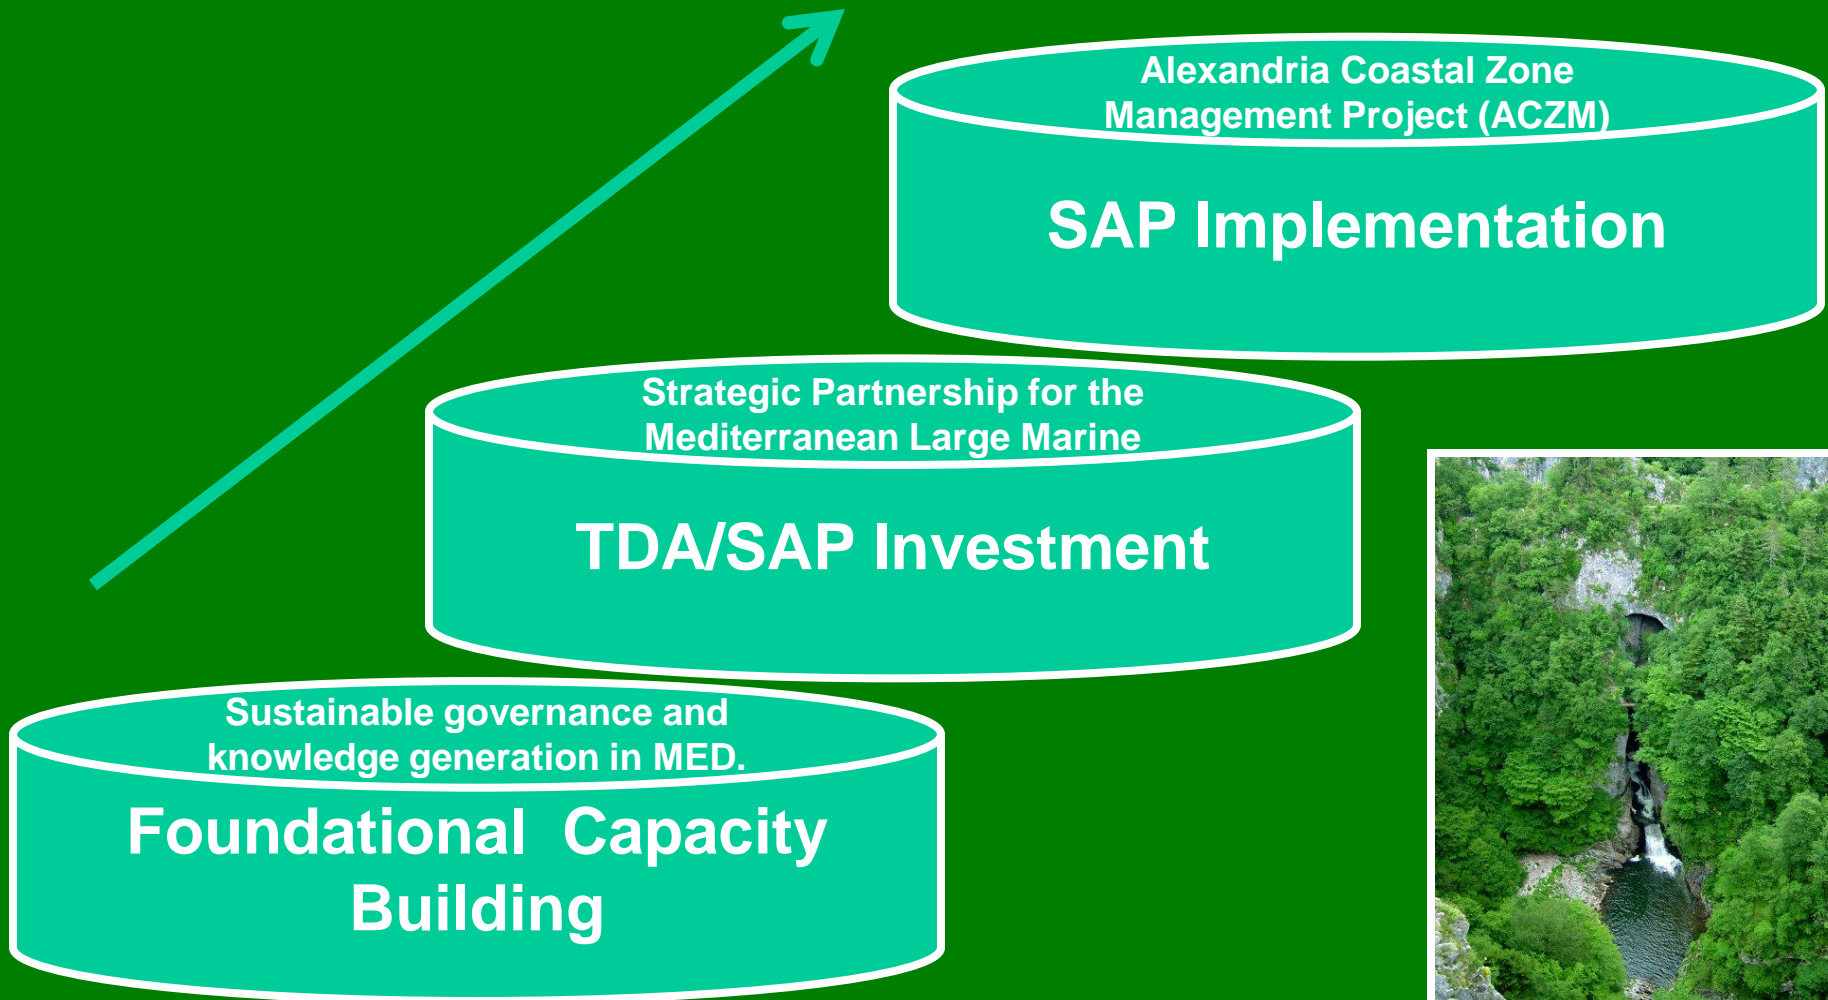 Alexandria Coastal Zone
Management Project (ACZM)
SAP Implementation
Strategic Partnership for the
Mediterranean Large Marine
TDA/SAP Investment
Sustainable governance and
knowledge generation in MED.
Foundational  Capacity
Building